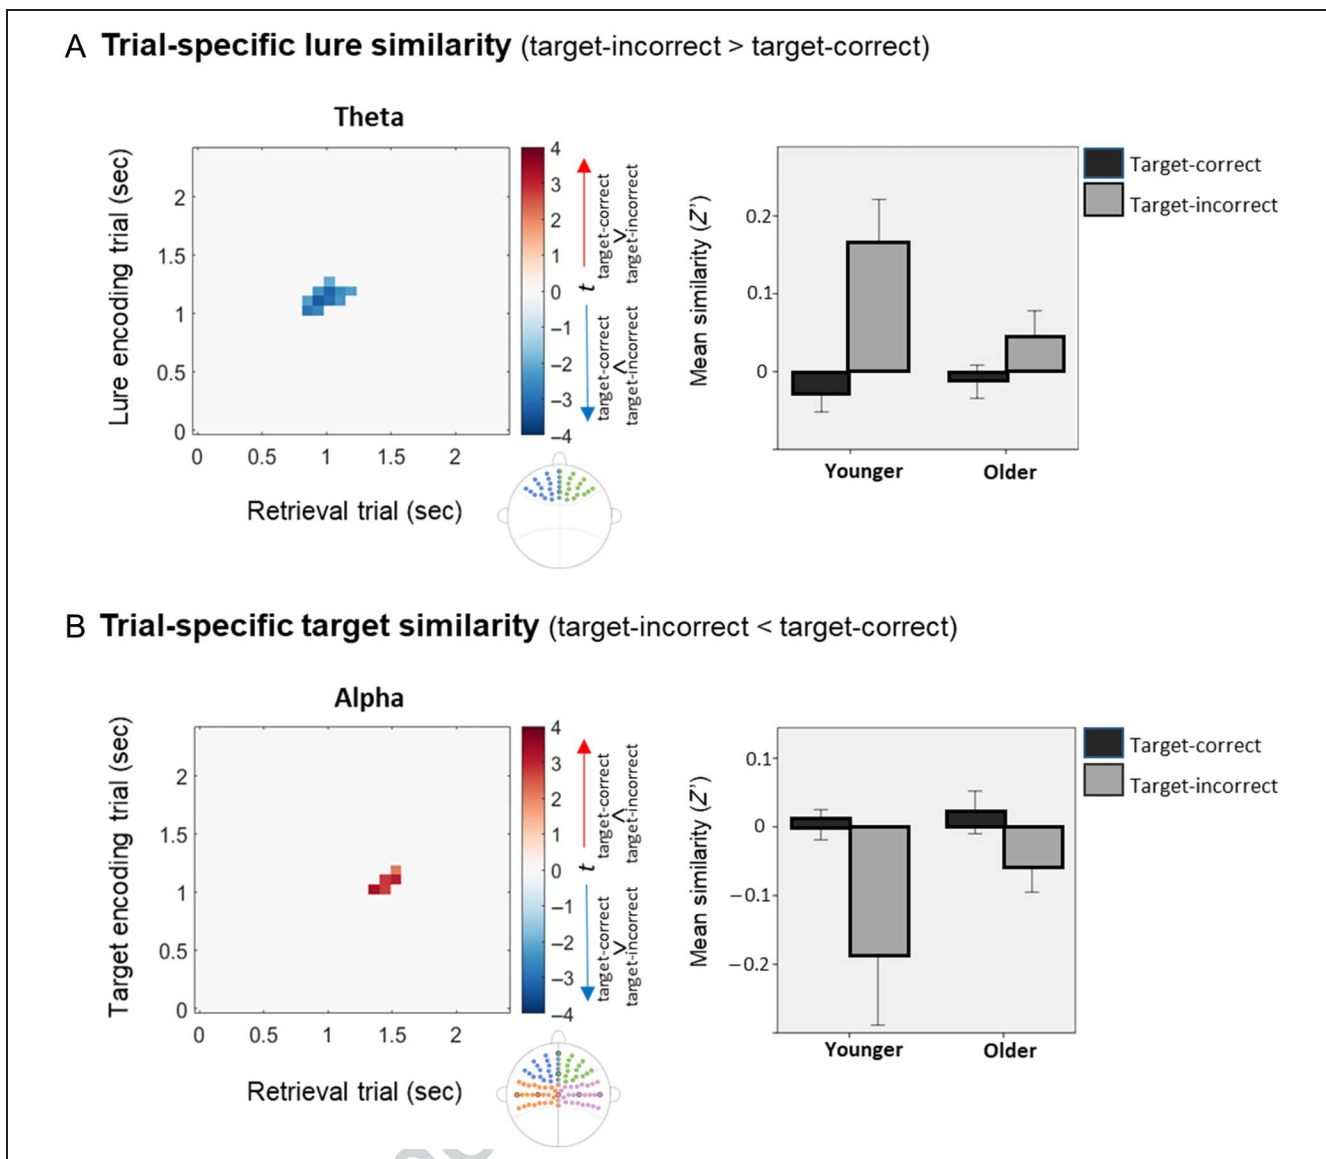 A Trial-specific lure similarity (target-incorrect > target-correct)
Theta
Lure encoding trial (sec)
2
1.5
1
0.5
0
0
0.5
1
1.5
2
Retrieval trial (sec)
4
3
2
1
0
−1
−2
−3
−4
t
target-correct
>
target-incorrect
target-correct
<
target-incorrect
Mean similarity (Z’)
0.2
0.1
0
Younger
Older
Target-correct
Target-incorrect
B Trial-specific target similarity (target-incorrect < target-correct)
Alpha
Target encoding trial (sec)
2
1.5
1
0.5
0
0
0.5
1
1.5
2
Retrieval trial (sec)
4
3
2
1
0
−1
−2
−3
−4
t
target-correct
<
target-incorrect
target-correct
>
target-incorrect
Mean similarity (Z’)
0.1
0
−0.1
−0.2
Younger
Older
Target-correct
Target-incorrect